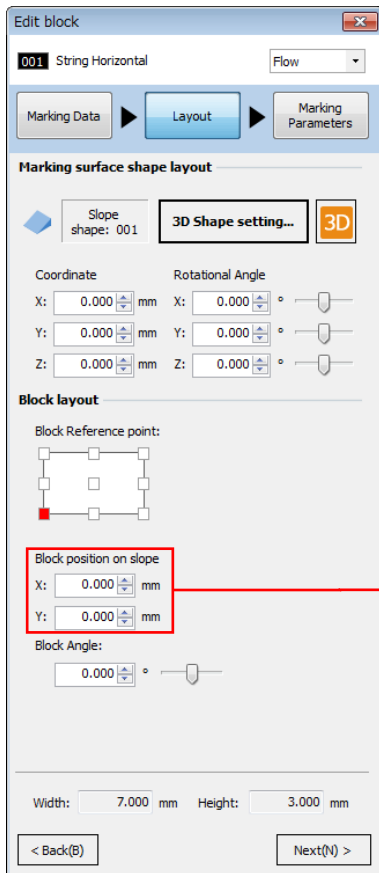 Edit block
001 String Horizontal Flow
Marking Data Layout Marking Parameters
Marking surface shape layout
Slope shape: 001 3D Shape setting... 3D
Coordinate Rotational Angle
X: 0.000 mm X: 0.000 °
Y: 0.000 mm Y: 0.000 °
Z: 0.000 mm Z: 0.000 °
Block layout
Block Reference point:
Block position on slope
X: 0.000 mm
Y: 0.000 mm
Block Angle:
0.000 °
Width: 7.000 mm Height: 3.000 mm
< Back(B) Next(N) >